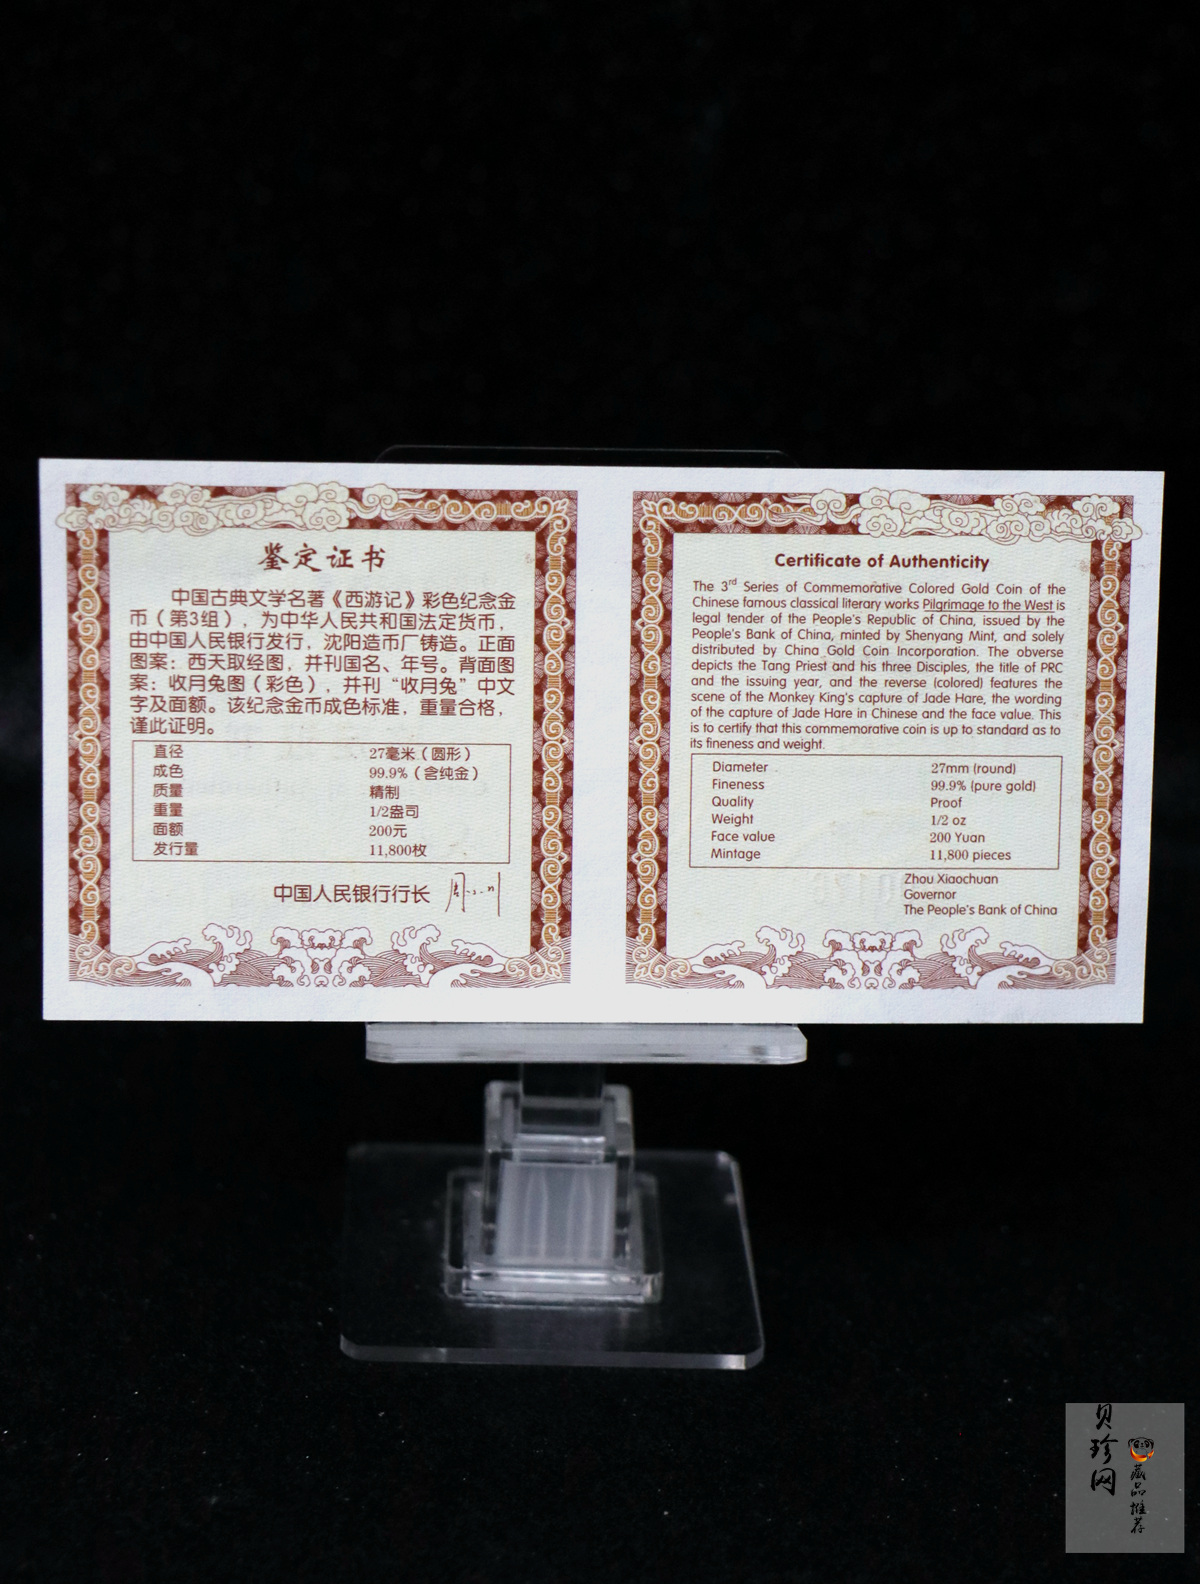 鉴定证书
中国古典文学名著《西游记》彩色纪念金
币（第3组），为中华人民共和国法定货币，
由中国人民银行发行，沈阳造币厂铸造。正面
图案：西天取经图，并刊国名、年号。背面图
案：收月兔图（彩色），并刊“收月兔”中文
字及面额。该纪念金币成色标准，重量合格，
谨此证明。
直径 27毫米（圆形）
成色 99.9%（含纯金）
质量 精制
重量 1/2盎司
面额 200元
发行量 11,800枚
中国人民银行行长
Certificate of Authenticity
The 3rd Series of Commemorative Colored Gold Coin of the
Chinese famous classical literary works Pilgrimage to the West is
legal tender of the People's Republic of China, issued by the
People's Bank of China, minted by Shenyang Mint, and solely
distributed by China Gold Coin Incorporation. The obverse
depicts the Tang Priest and his three Disciples, the title of PRC
and the issuing year, and the reverse (colored) features the
scene of the Monkey King's capture of Jade Hare, the wording
of the capture of Jade Hare in Chinese and the face value. This
is to certify that this commemorative coin is up to standard as to
its fineness and weight.
Diameter 27mm (round)
Fineness 99.9% (pure gold)
Quality Proof
Weight 1/2 oz
Face value 200 Yuan
Mintage 11,800 pieces
Zhou Xiaochuan
Governor
The People's Bank of China
贝珍网
藏品推荐